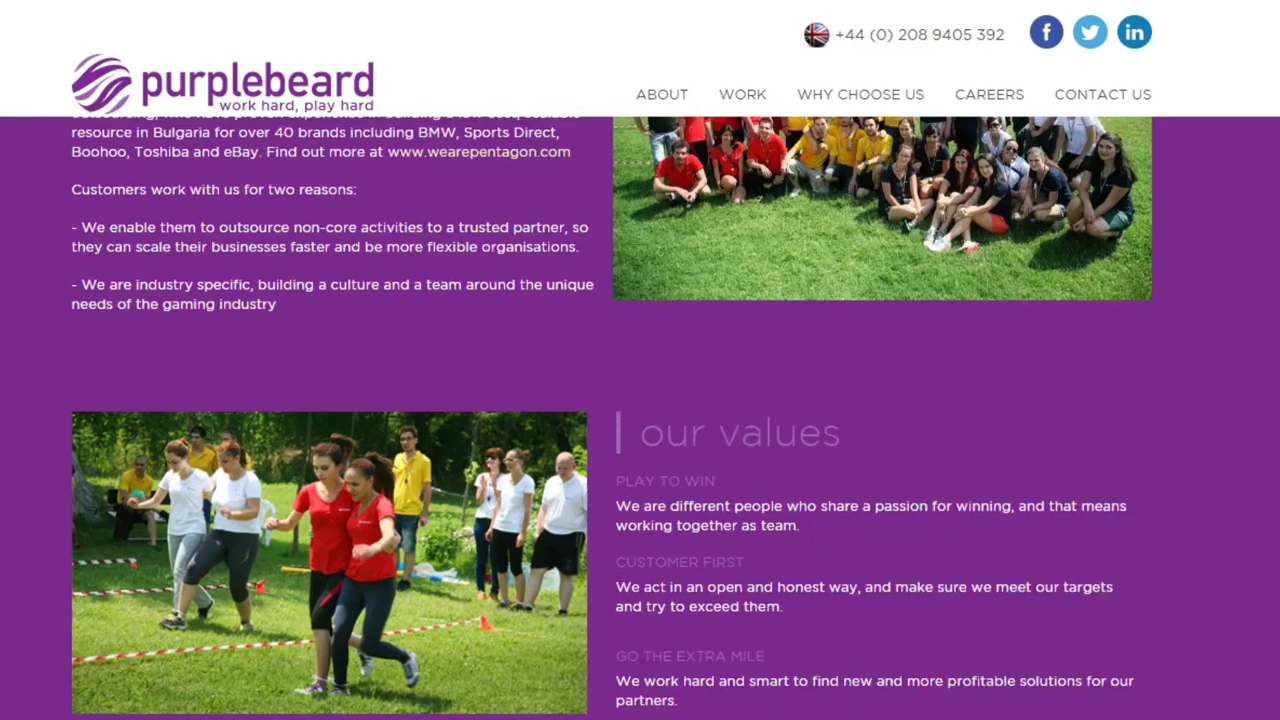 +44 (0) 208 9405 392
purplebeard
work hard, play hard
ABOUT
WORK
WHY CHOOSE US
CAREERS
CONTACT US
resource in Bulgaria for over 40 brands including BMW, Sports Direct,
Boohoo, Toshiba and eBay. Find out more at www.wearepentagon.com
Customers work with us for two reasons:
- We enable them to outsource non-core activities to a trusted partner, so
they can scale their businesses faster and be more flexible organisations.
- We are industry specific, building a culture and a team around the unique
needs of the gaming industry
our values
PLAY TO WIN
We are different people who share a passion for winning, and that means
working together as team.
CUSTOMER FIRST
We act in an open and honest way, and make sure we meet our targets
and try to exceed them.
GO THE EXTRA MILE
We work hard and smart to find new and more profitable solutions for our
partners.